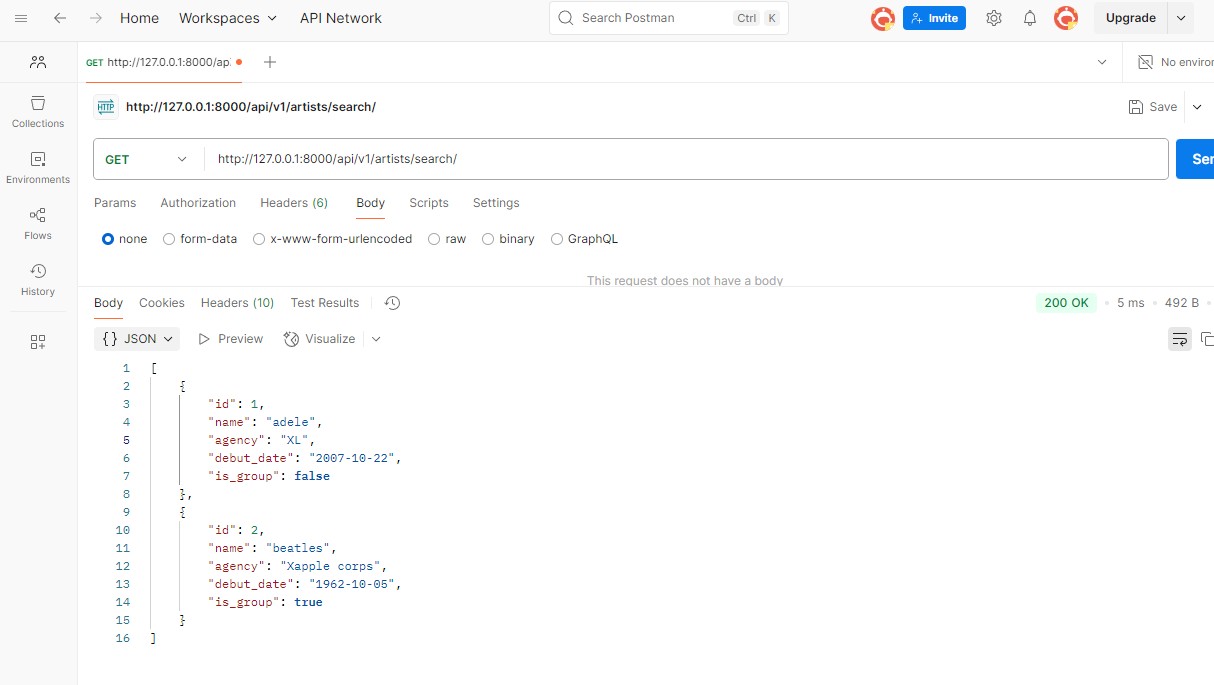 Home Workspaces API Network Search Postman Ctrl K Invite Upgrade
GET http://127.0.0.1:8000/ap No enviror
HTTP http://127.0.0.1:8000/api/v1/artists/search/ Save
Collections
GET http://127.0.0.1:8000/api/v1/artists/search/ Ser
Environments
Params Authorization Headers (6) Body Scripts Settings
Flows
none form-data x-www-form-urlencoded raw binary GraphQL
This request does not have a body
History
Body Cookies Headers (10) Test Results 200 OK 5 ms 492 B
{} JSON Preview Visualize
1 [
2 {
3 "id": 1,
4 "name": "adele",
5 "agency": "XL",
6 "debut_date": "2007-10-22",
7 "is_group": false
8 },
9 {
10 "id": 2,
11 "name": "beatles",
12 "agency": "Xapple corps",
13 "debut_date": "1962-10-05",
14 "is_group": true
15 }
16 ]